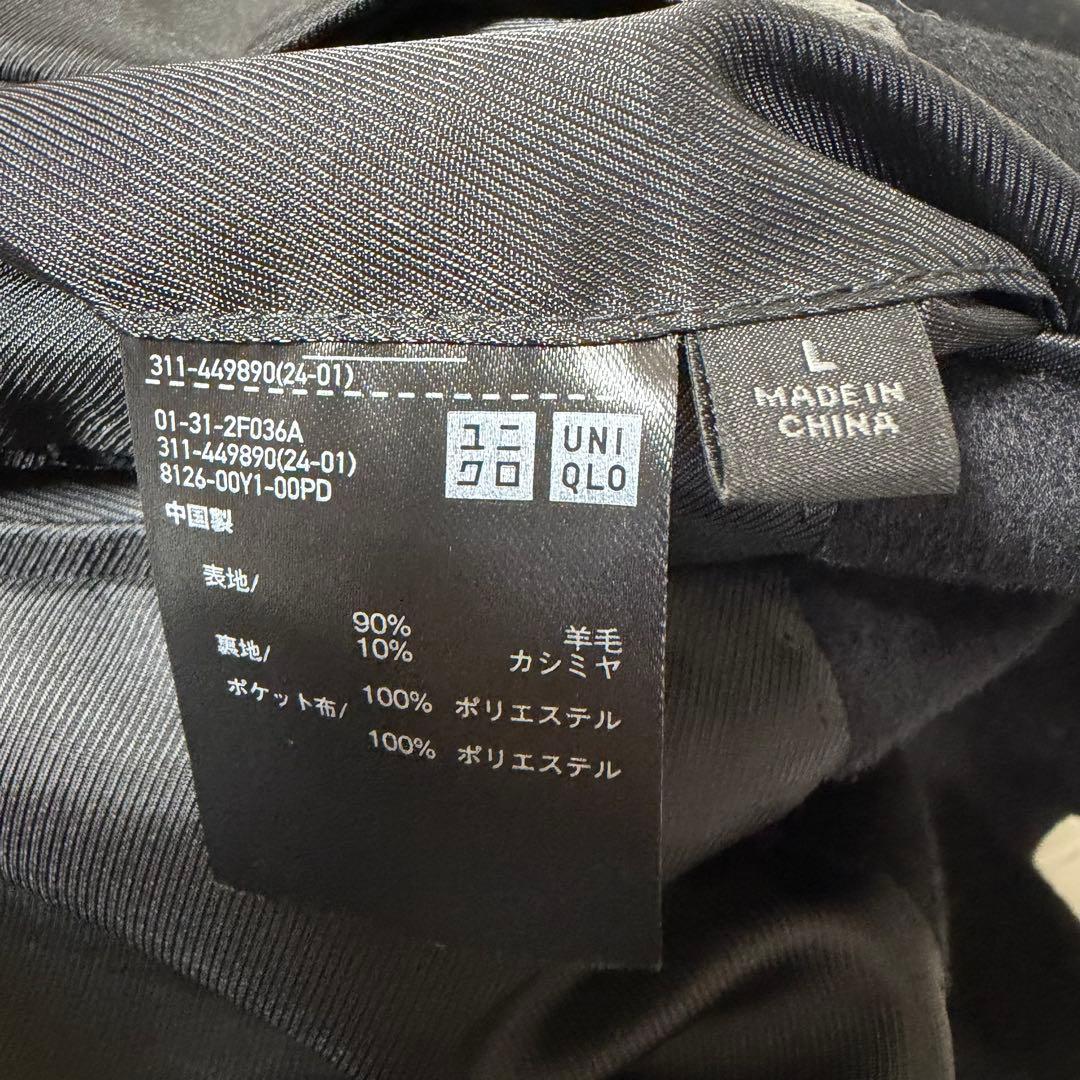 311-449890(24-01)
01-31-2F036A
311-449890(24-01)
8126-00Y1-00PD
中国製
ユニ
クロ
UNI
QLO
表地/
90% 羊毛
10% カシミヤ
裏地/
100% ポリエステル
ポケット布/
100% ポリエステル
L
MADE IN
CHINA